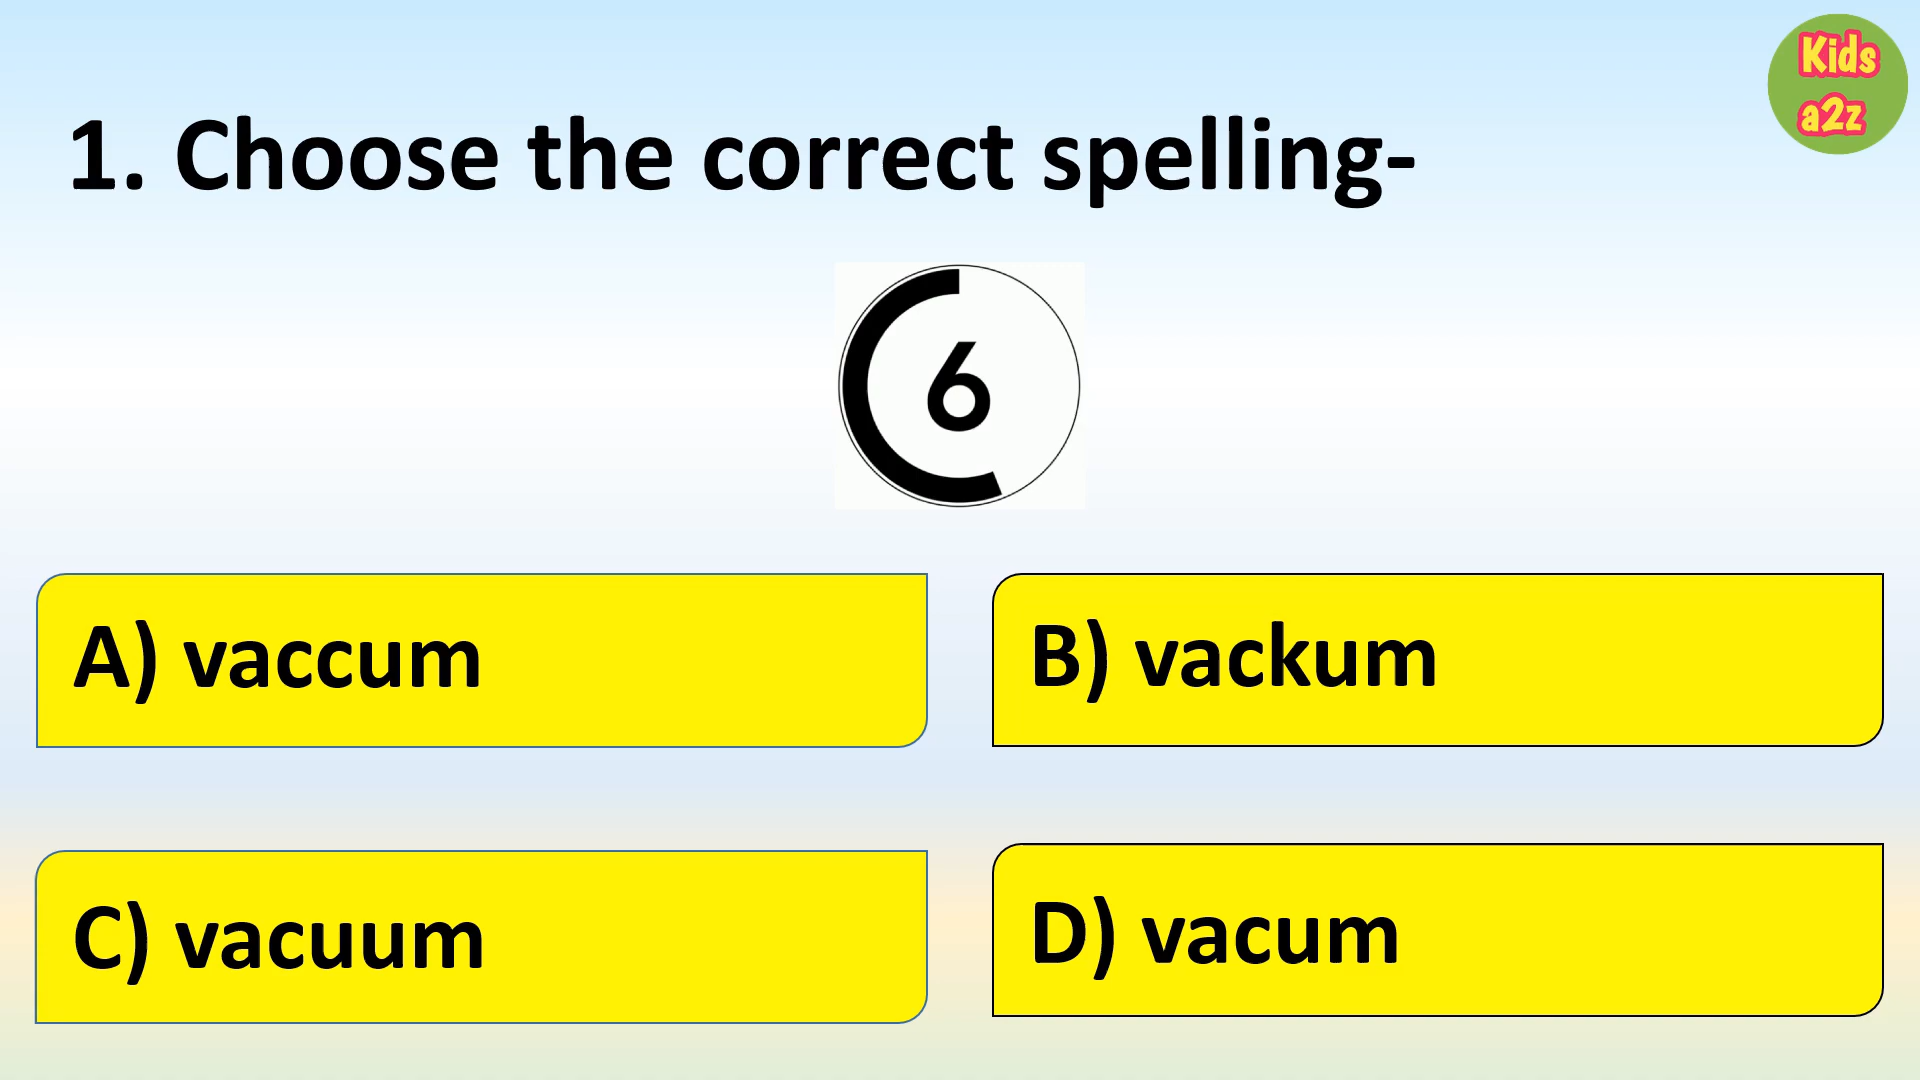 Kids
a2z
1. Choose the correct spelling-
6
A) vaccum
B) vackum
C) vacuum
D) vacum